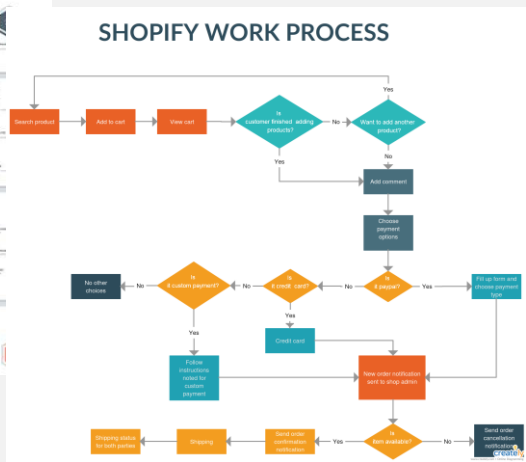 SHOPIFY WORK PROCESS
Yes
Search product
Add to cart
View cart
Is
customer finished adding
products?
No
Want to add another
product?
Yes
No
Add comment
Choose
payment
options
No other
choices
No
Is
it custom payment?
No
Is
it credit card?
No
Is
it paypal?
Yes
Fill up form and
choose payment
type
Yes
Yes
Credit card
Follow
instructions
noted for
custom
payment
New order notification
sent to shop admin
Shipping status
for both parties
Shipping
Send order
confirmation
notification
Yes
Is
item available?
No
Send order
cancellation
notifications
create